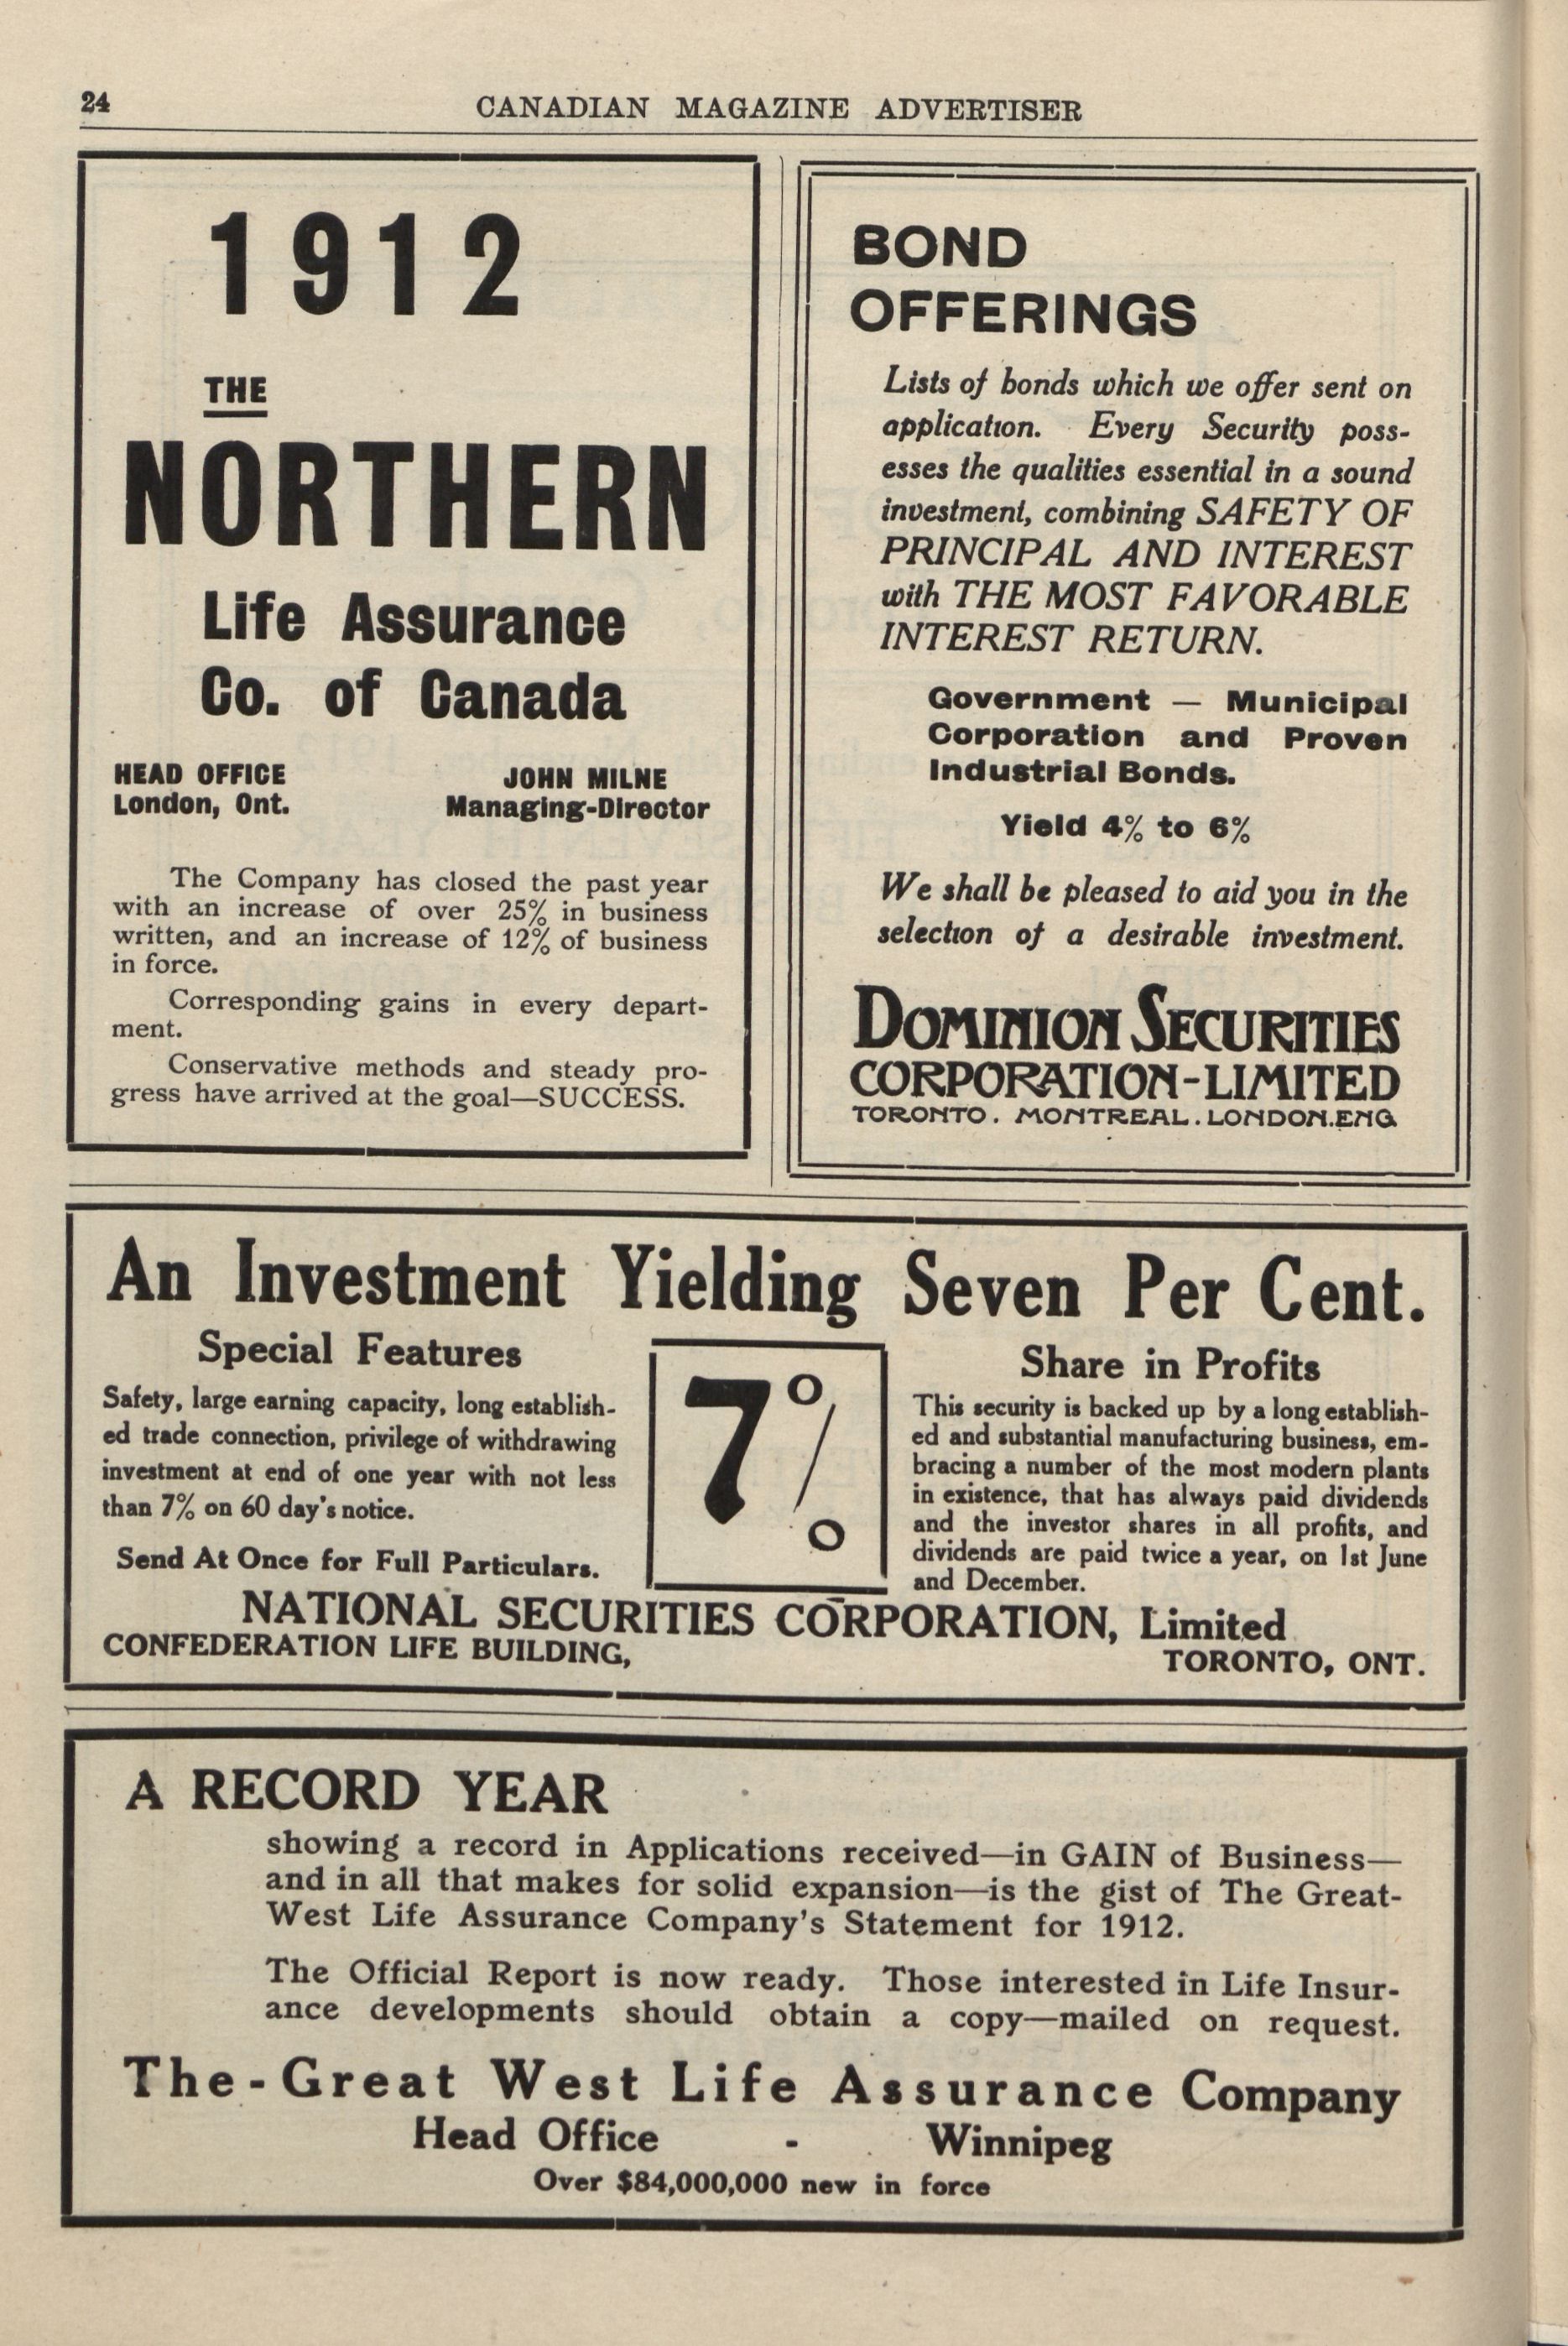 24
CANADIAN MAGAZINE ADVERTISER
1912
THE
NORTHERN
Life Assurance
Co. of Canada
HEAD OFFICE
London, Ont.
JOHN MILNE
Managing-Director
The Company has closed the past year
with an increase of over 25% in business
written, and an increase of 12% of business
in force.
Corresponding gains in every depart-
ment.
Conservative methods and steady pro-
gress have arrived at the goal—SUCCESS.
BOND
OFFERINGS
Lists of bonds which we offer sent on
application. Every Security poss-
esses the qualities essential in a sound
investment, combining SAFETY OF
PRINCIPAL AND INTEREST
with THE MOST FAVORABLE
INTEREST RETURN.
Government — Municipal
Corporation and Proven
Industrial Bonds.
Yield 4% to 6%
We shall be pleased to aid you in the
selection of a desirable investment.
DOMINION SECURITIES
CORPORATION-LIMITED
TORONTO. MONTREAL. LONDON.ENG
An Investment Yielding Seven Per Cent.
Special Features
Safety, large earning capacity, long establish-
ed trade connection, privilege of withdrawing
investment at end of one year with not less
than 7% on 60 day's notice.
Send At Once for Full Particulars.
7%
Share in Profits
This security is backed up by a long establish-
ed and substantial manufacturing business, em-
bracing a number of the most modern plants
in existence, that has always paid dividends
and the investor shares in all profits, and
dividends are paid twice a year, on 1st June
and December.
NATIONAL SECURITIES CORPORATION, Limited
CONFEDERATION LIFE BUILDING,
TORONTO, ONT.
A RECORD YEAR
showing a record in Applications received—in GAIN of Business—
and in all that makes for solid expansion—is the gist of The Great-
West Life Assurance Company's Statement for 1912.
The Official Report is now ready. Those interested in Life Insur-
ance developments should obtain a copy—mailed on request.
The-Great West Life Assurance Company
Head Office - Winnipeg
Over $84,000,000 new in force